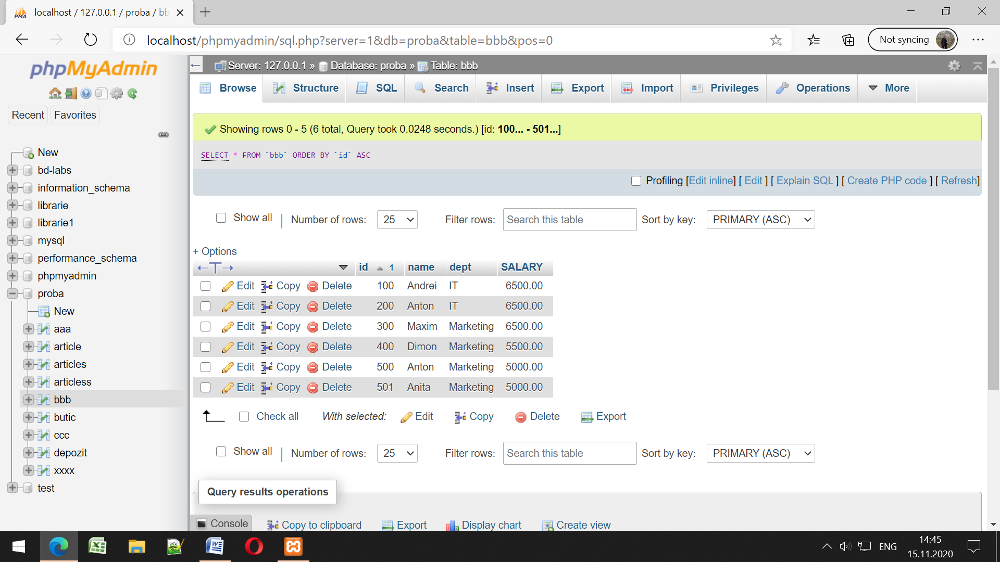 localhost / 127.0.0.1 / proba / bb
localhost/phpmyadmin/sql.php?server=1&db=proba&table=bbb&pos=0
Not syncing
phpMyAdmin
Recent Favorites
New
bd-labs
information_schema
librarie
librarie1
mysql
performance_schema
phpmyadmin
proba
New
aaa
article
articles
articless
bbb
butic
ccc
depozit
xxxx
test
Server: 127.0.0.1 » Database: proba » Table: bbb
Browse Structure SQL Search Insert Export Import Privileges Operations More
Showing rows 0 - 5 (6 total, Query took 0.0248 seconds.) [id: 100... - 501...]
SELECT * FROM `bbb` ORDER BY `id` ASC
Profiling [Edit inline] [ Edit ] [ Explain SQL ] [ Create PHP code ] [ Refresh]
Show all | Number of rows: 25 Filter rows: Search this table Sort by key: PRIMARY (ASC)
+ Options
←T→ id 1 name dept SALARY
Edit Copy Delete 100 Andrei IT 6500.00
Edit Copy Delete 200 Anton IT 6500.00
Edit Copy Delete 300 Maxim Marketing 6500.00
Edit Copy Delete 400 Dimon Marketing 5500.00
Edit Copy Delete 500 Anton Marketing 5000.00
Edit Copy Delete 501 Anita Marketing 5000.00
Check all With selected: Edit Copy Delete Export
Show all | Number of rows: 25 Filter rows: Search this table Sort by key: PRIMARY (ASC)
Query results operations
Console Copy to clipboard Export Display chart Create view
ENG
14:45
15.11.2020